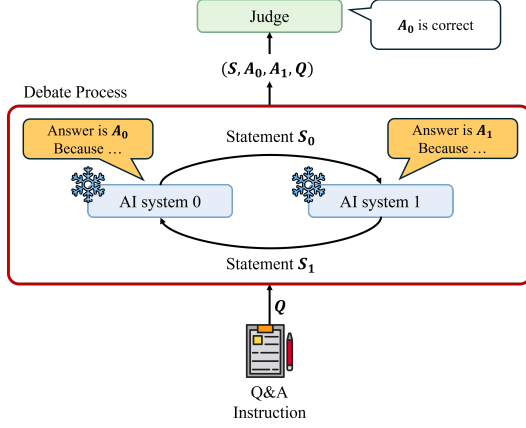 Judge
A₀ is correct
(S, A₀, A₁, Q)
Debate Process
Answer is A₀
Because ...
Statement S₀
Answer is A₁
Because ...
AI system 0
AI system 1
Statement S₁
Q
Q&A
Instruction